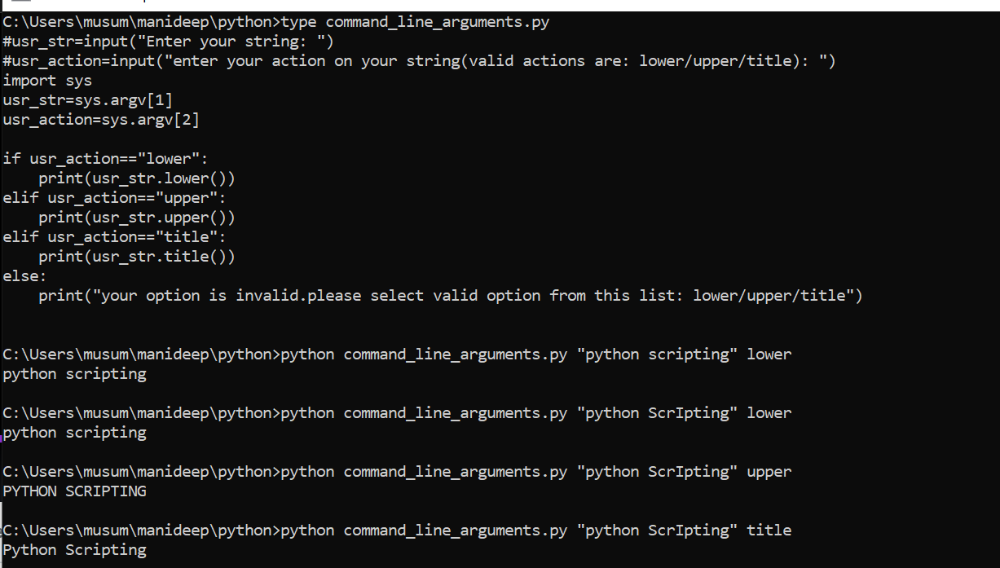 C:\Users\musum\manideep\python>type command_line_arguments.py
#usr_str=input("Enter your string: ")
#usr_action=input("enter your action on your string(valid actions are: lower/upper/title): ")
import sys
usr_str=sys.argv[1]
usr_action=sys.argv[2]
if usr_action=="lower":
    print(usr_str.lower())
elif usr_action=="upper":
    print(usr_str.upper())
elif usr_action=="title":
    print(usr_str.title())
else:
    print("your option is invalid.please select valid option from this list: lower/upper/title")
C:\Users\musum\manideep\python>python command_line_arguments.py "python scripting" lower
python scripting
C:\Users\musum\manideep\python>python command_line_arguments.py "python ScrIpting" lower
python scripting
C:\Users\musum\manideep\python>python command_line_arguments.py "python ScrIpting" upper
PYTHON SCRIPTING
C:\Users\musum\manideep\python>python command_line_arguments.py "python ScrIpting" title
Python Scripting